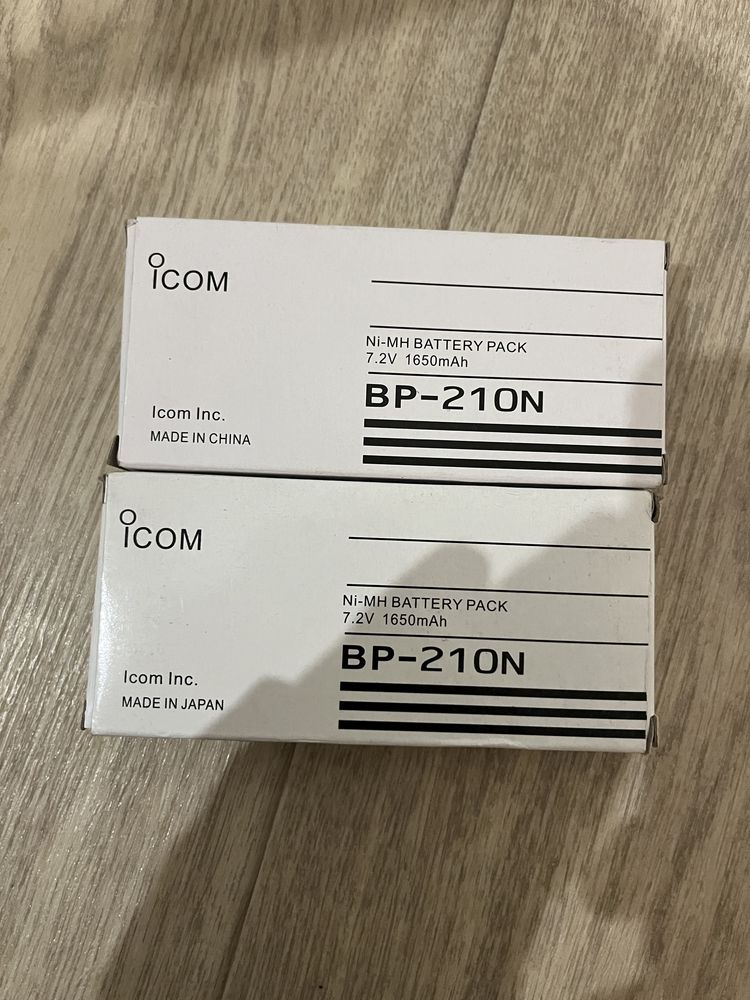 ICOM
Ni-MH BATTERY PACK
7.2V 1650mAh
BP-210N
Icom Inc.
MADE IN CHINA
ICOM
Ni-MH BATTERY PACK
7.2V 1650mAh
BP-210N
Icom Inc.
MADE IN JAPAN